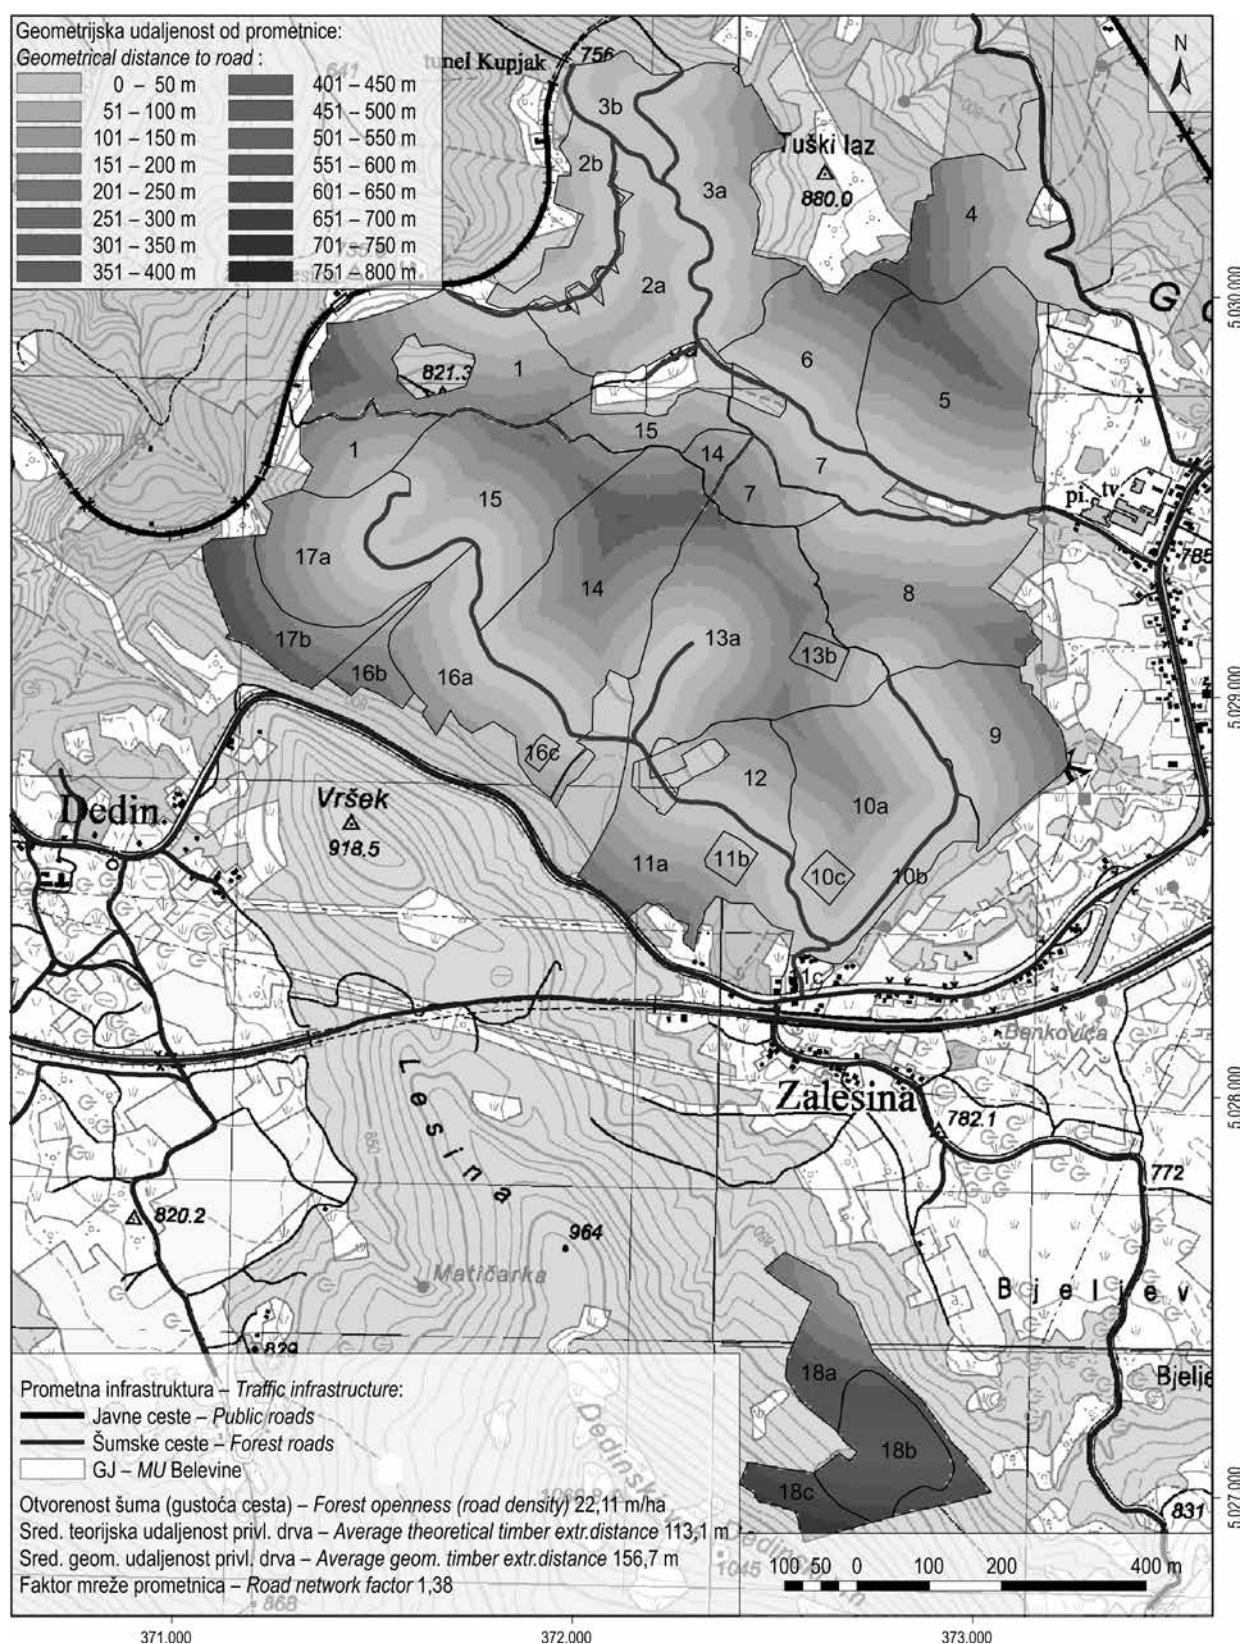 Geometrijska udaljenost od prometnice:
Geometrical distance to road :
0 – 50 m
51 – 100 m
101 – 150 m
151 – 200 m
201 – 250 m
251 – 300 m
301 – 350 m
351 – 400 m
401 – 450 m
451 – 500 m
501 – 550 m
551 – 600 m
601 – 650 m
651 – 700 m
701 – 750 m
751 – 800 m
641
tunel Kupjak
756
N
3b
2b
3a
Tuški laz
880.0
4
2a
G
5.030.000
1
821.3
6
5
15
14
7
1
15
7
pi.
tv.
785
17a
14
8
17b
13a
13b
16b
16a
5.029.000
9
16c
12
10a
Vršek
918.5
Dedin.
K
11a
11b
10c
10b
1c
Benkovića
Zalesina
782.1
5.028.000
L e s i n a
772
820.2
964
Matičarka
B j e l j e v
829
18a
Bjelje
18b
18c
831
5.027.000
Prometna infrastruktura – Traffic infrastructure:
Javne ceste – Public roads
Šumske ceste – Forest roads
GJ – MU Belevine
Otvorenost šuma (gustoća cesta) – Forest openness (road density) 22,11 m/ha
Sred. teorijska udaljenost privl. drva – Average theoretical timber extr.distance 113,1 m
Sred. geom. udaljenost privl. drva – Average geom. timber extr.distance 156,7 m
Faktor mreže prometnica – Road network factor 1,38
1045
868
100 50 0 100 200 400 m
371.000
372.000
373.000